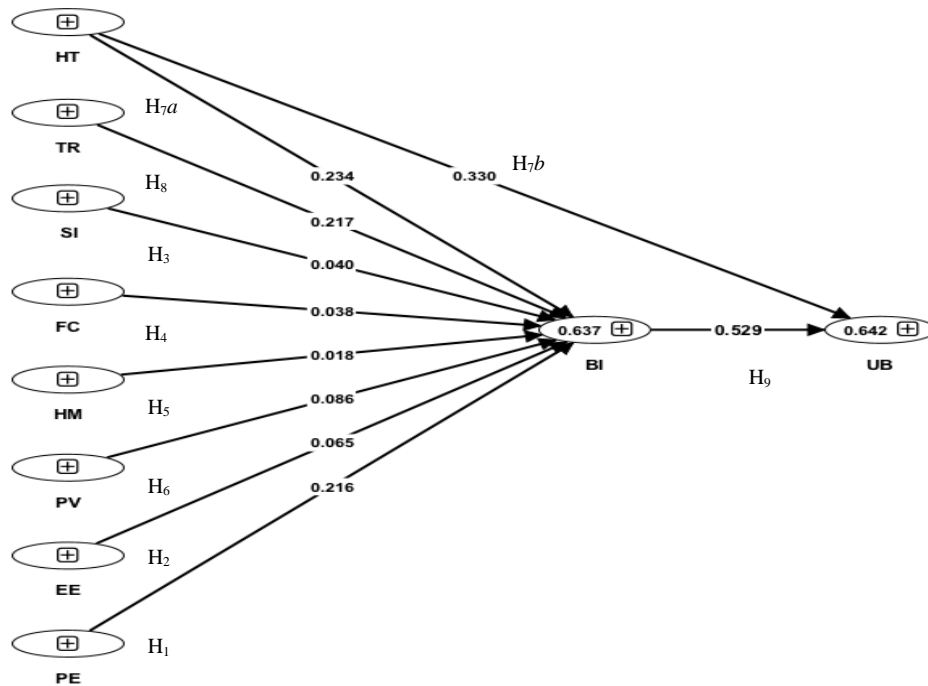 HT
H7a
TR
H7b
0.234
0.330
H8
SI
0.217
H3
0.040
FC
0.038
H4
0.637
BI
0.529
0.642
UB
HM
0.018
H9
H5
0.086
PV
0.065
H6
0.216
EE
H2
PE
H1